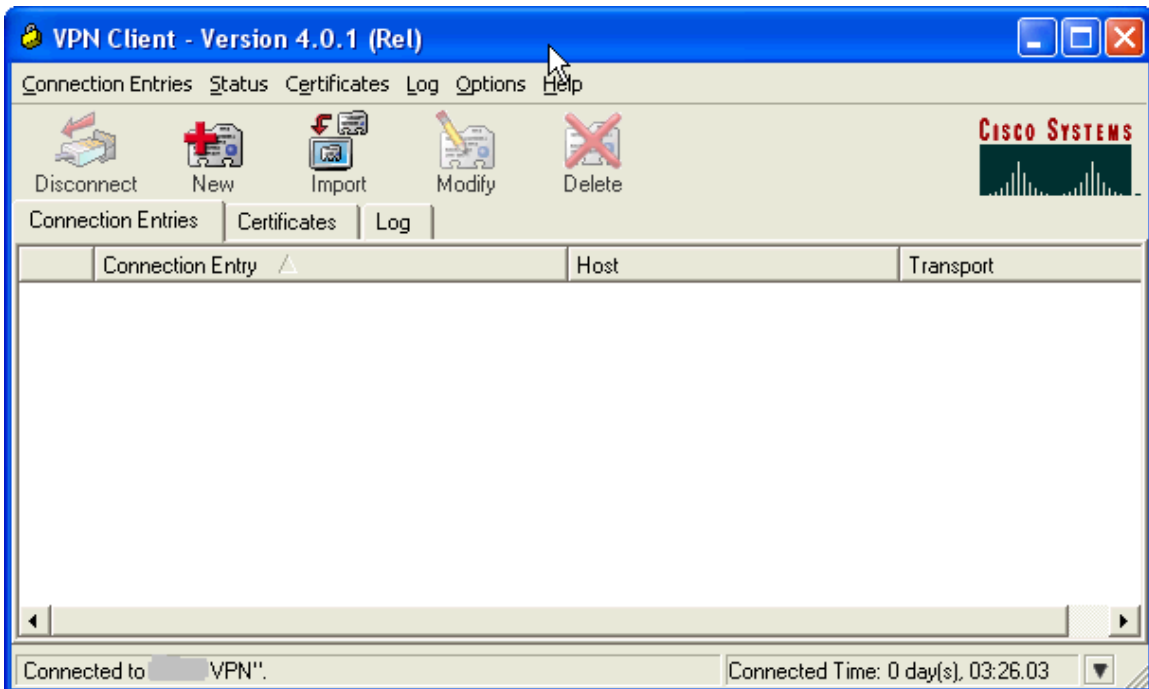 VPN Client - Version 4.0.1 (Rel)
Connection Entries Status Certificates Log Options Help
Disconnect New Import Modify Delete
CISCO SYSTEMS
Connection Entries Certificates Log
Connection Entry Host Transport
Connected to VPN". Connected Time: 0 day(s), 03:26.03